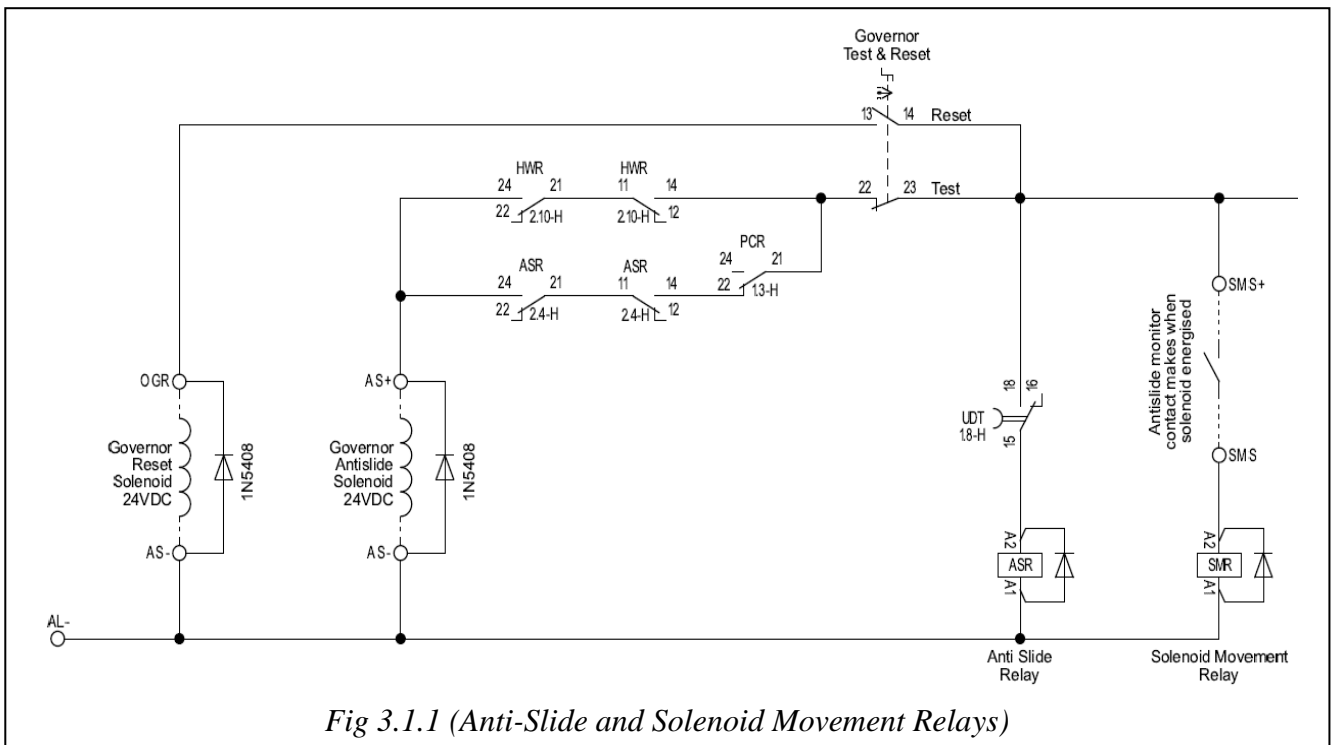 Governor
Test & Reset
13 14 Reset
HWR HWR
24 21 11 14
22 23 Test
22 2.10-H 2.10-H 12
PCR
24 21
ASR ASR
24 21 11 14
22 1.3-H
22 2.4-H 2.4-H 12
SMS+
Antislide monitor
contact makes when
solenoid energised
OGR
AS+
18 16
UDT
1.8-H
15
SMS
Governor
Reset
Solenoid
24VDC
1N5408
Governor
Antislide
Solenoid
24VDC
1N5408
AS-
AS-
A2
ASR
A1
A2
SMR
A1
AL-
Anti Slide
Relay
Solenoid Movement
Relay
Fig 3.1.1 (Anti-Slide and Solenoid Movement Relays)